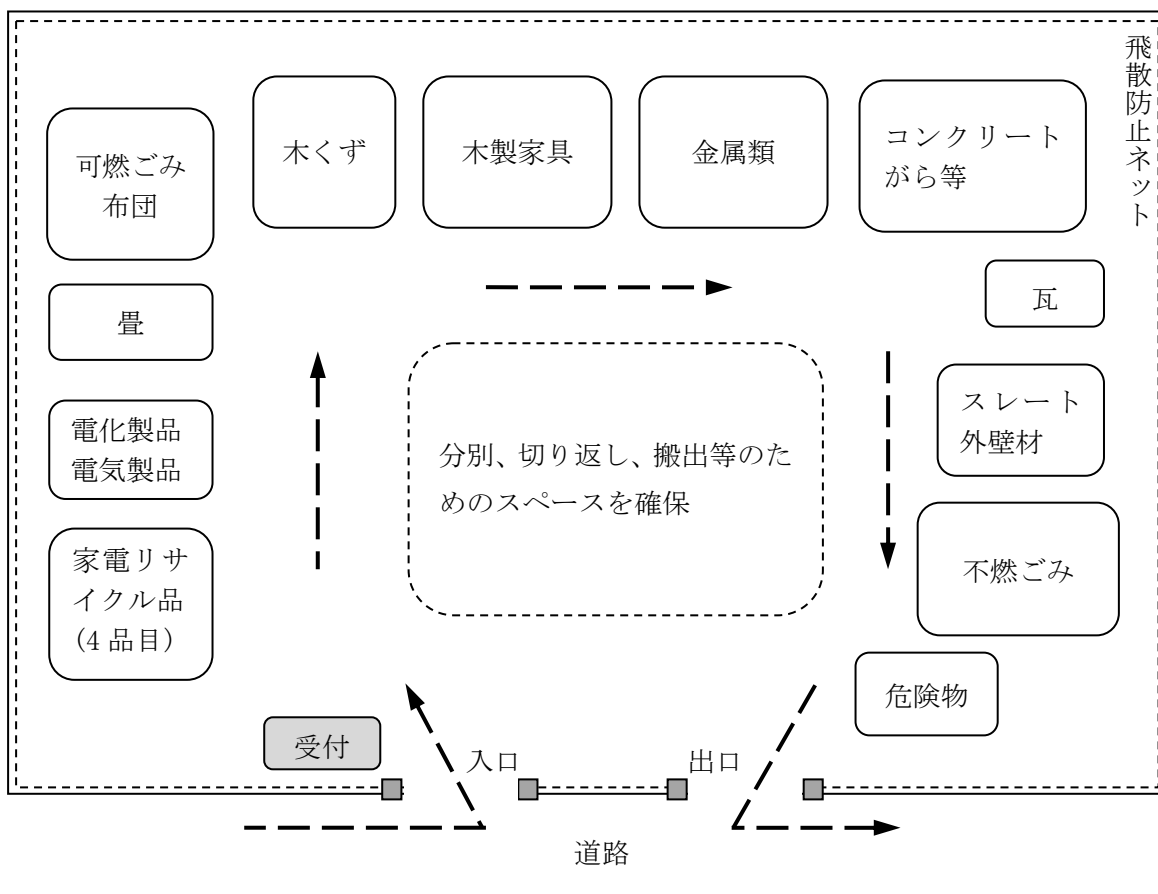 飛散防止ネット
木くず
木製家具
金属類
コンクリート
がら等
可燃ごみ
布団
瓦
畳
スレート
外壁材
電化製品
電気製品
分別、切り返し、搬出等のた
めのスペースを確保
不燃ごみ
家電リサ
イクル品
(4 品目)
危険物
受付
入口
出口
道路